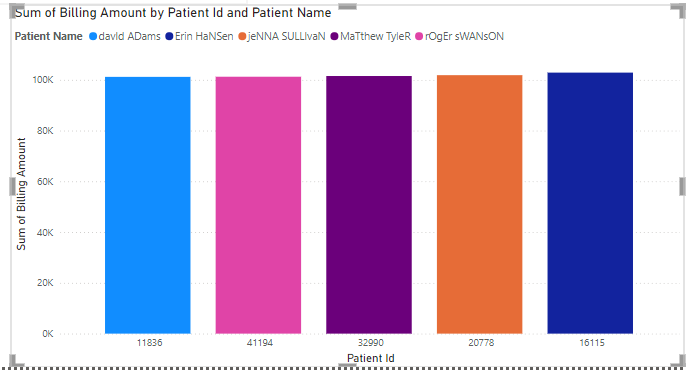 Sum of Billing Amount by Patient Id and Patient Name
Patient Name davId ADams Erin HaNSen jeNNA SULLIvaN MaTthew TyleR rOgEr sWANsON
Sum of Billing Amount
100K
80K
60K
40K
20K
0K
11836 41194 32990 20778 16115
Patient Id